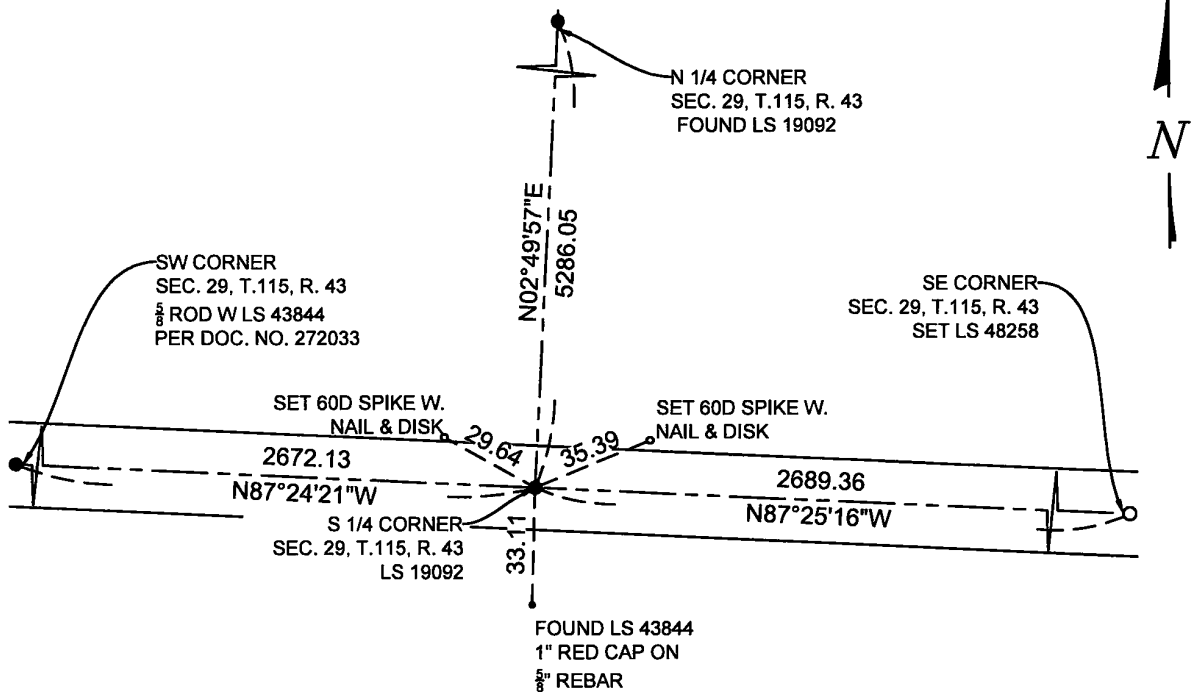 N 1/4 CORNER
SEC. 29, T.115, R. 43
FOUND LS 19092
N
N02°49'57"E
5286.05
SW CORNER
SEC. 29, T.115, R. 43
5/8 ROD W LS 43844
PER DOC. NO. 272033
SE CORNER
SEC. 29, T.115, R. 43
SET LS 48258
SET 60D SPIKE W.
NAIL & DISK
29.64
35.39
SET 60D SPIKE W.
NAIL & DISK
2672.13
N87°24'21"W
2689.36
N87°25'16"W
S 1/4 CORNER
SEC. 29, T.115, R. 43
LS 19092
33.11
FOUND LS 43844
1" RED CAP ON
5/8" REBAR